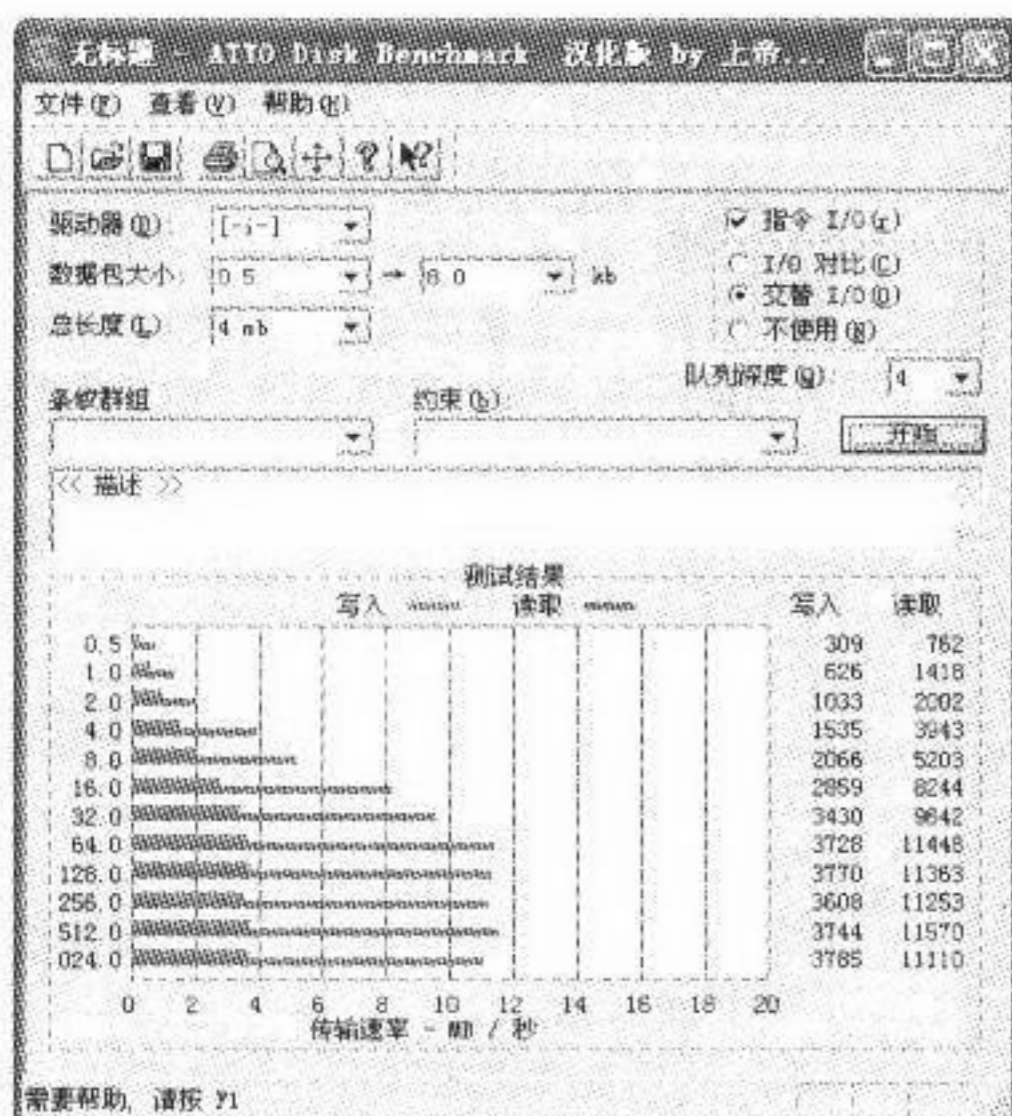 无标题 - ATTO Disk Benchmark 汉化版 by 上帝...
文件(F) 查看(V) 帮助(H)
驱动器(D): [-i-]
指令 I/O(r)
数据包大小: 0.5 → 8.0 kb
I/O 对比(C)
交替 I/O(O)
总长度(L): 4 mb
不使用(N)
队列深度(Q): 4
条纹群组 约束(b):
开始
<< 描述 >>
测试结果
写入 读取 写入 读取
0.5 309 762
1.0 626 1418
2.0 1033 2002
4.0 1535 3943
8.0 2066 5203
16.0 2859 8244
32.0 3430 9642
64.0 3728 11448
128.0 3770 11363
256.0 3608 11253
512.0 3744 11570
024.0 3785 11110
0 2 4 6 8 10 12 14 16 18 20
传输速率 - MB / 秒
需要帮助, 请按 F1